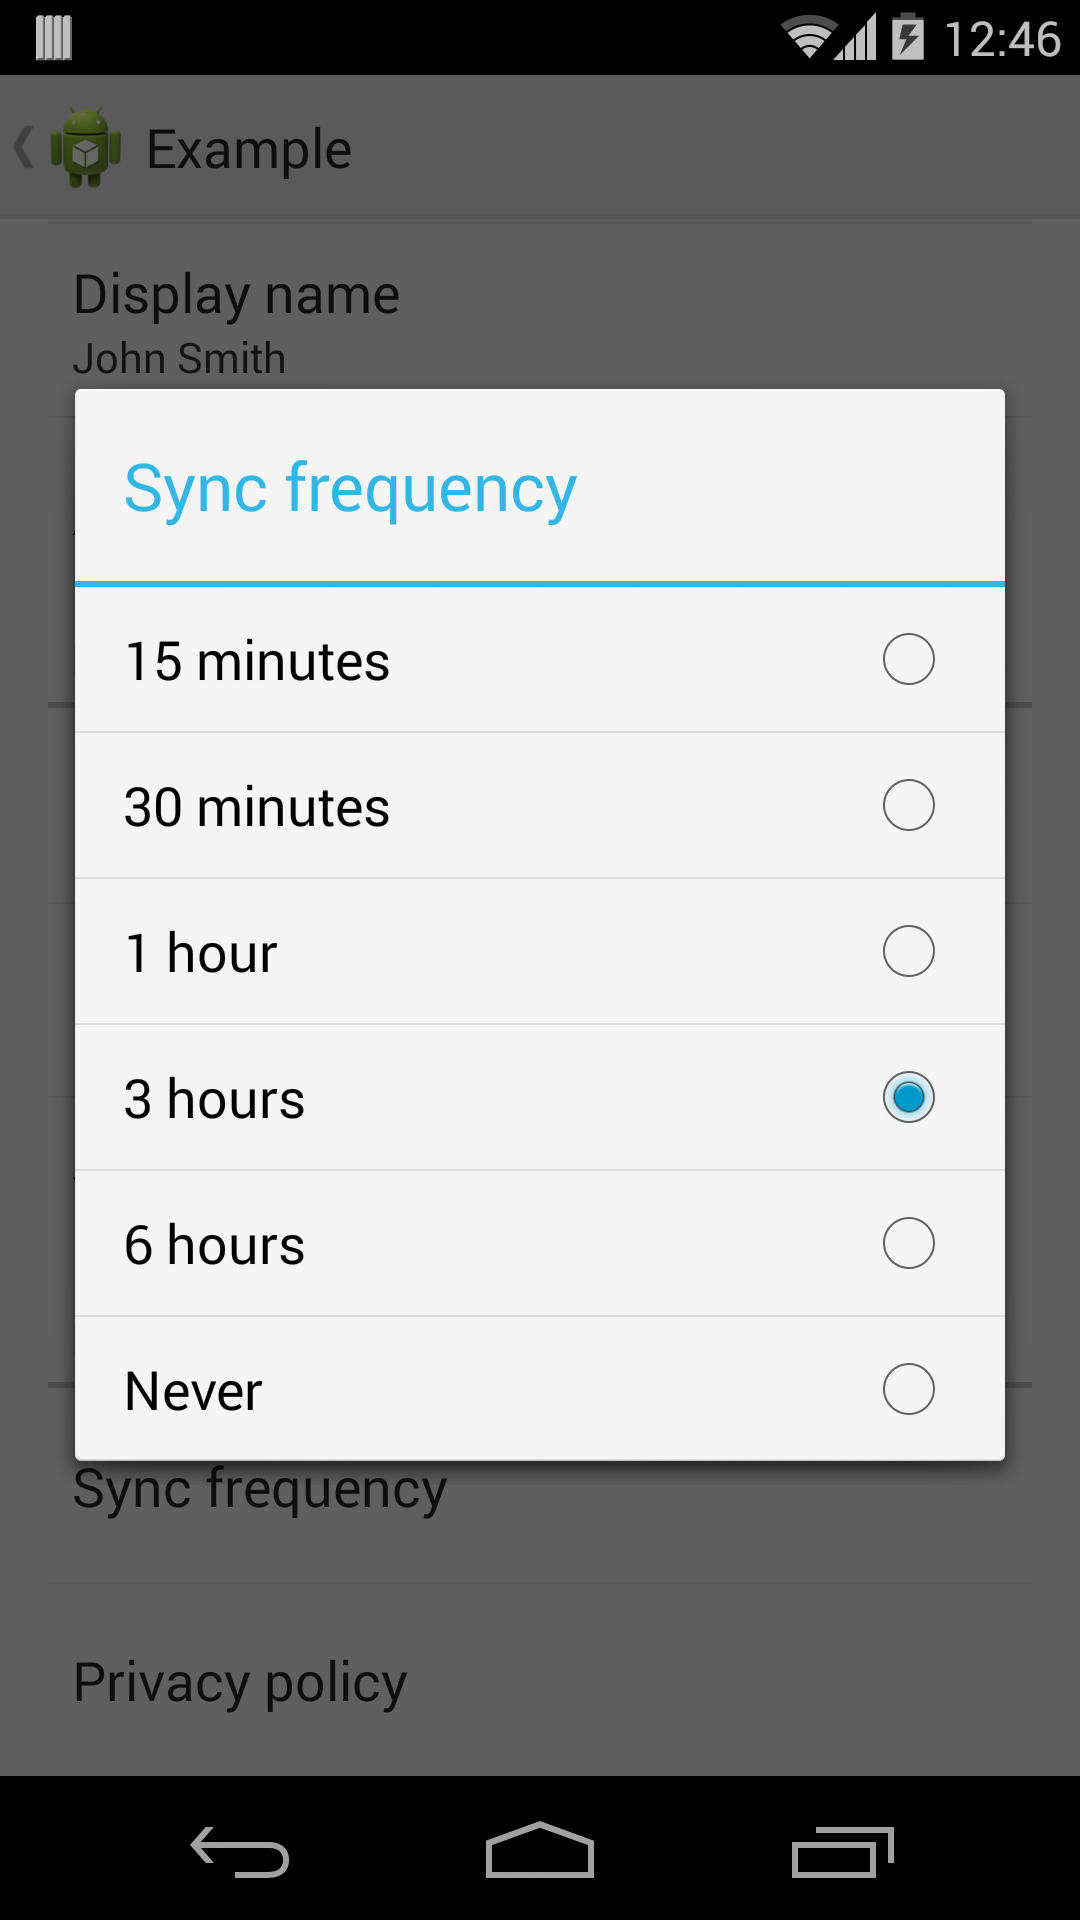 12:46
Example
Display name
John Smith
Sync frequency
15 minutes
30 minutes
1 hour
3 hours
6 hours
Never
Sync frequency
Privacy policy